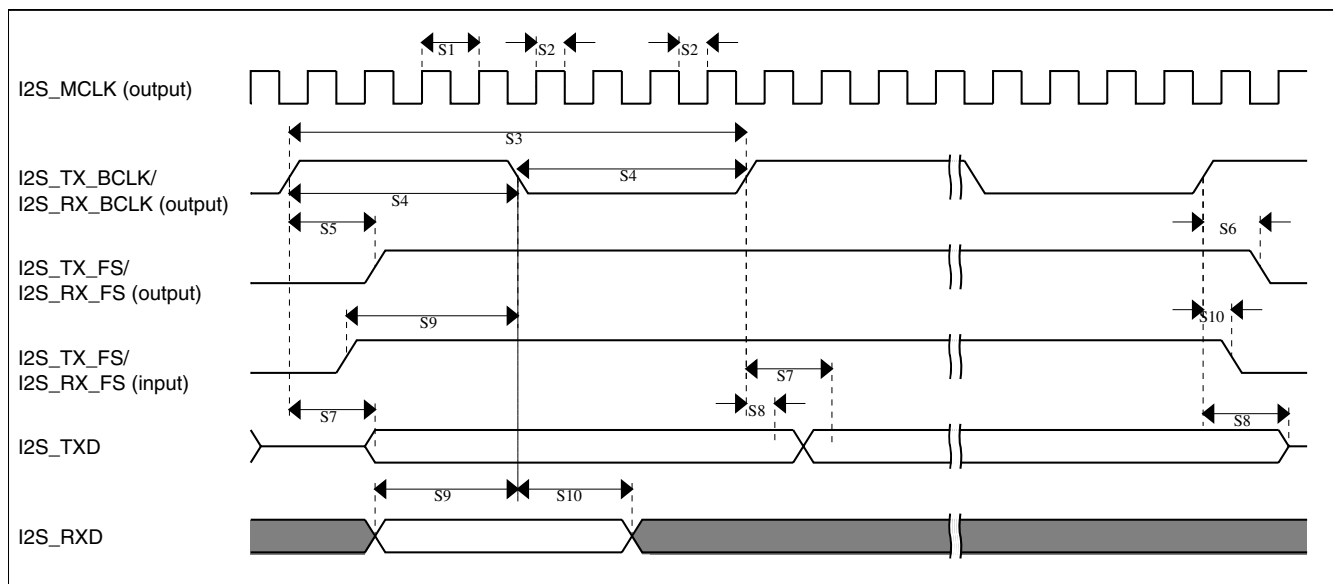 S1
S2
S2
I2S_MCLK (output)
S3
I2S_TX_BCLK/
I2S_RX_BCLK (output)
S4
S4
S5
S6
I2S_TX_FS/
I2S_RX_FS (output)
S9
S10
I2S_TX_FS/
I2S_RX_FS (input)
S7
S7
S8
S8
I2S_TXD
S9
S10
I2S_RXD